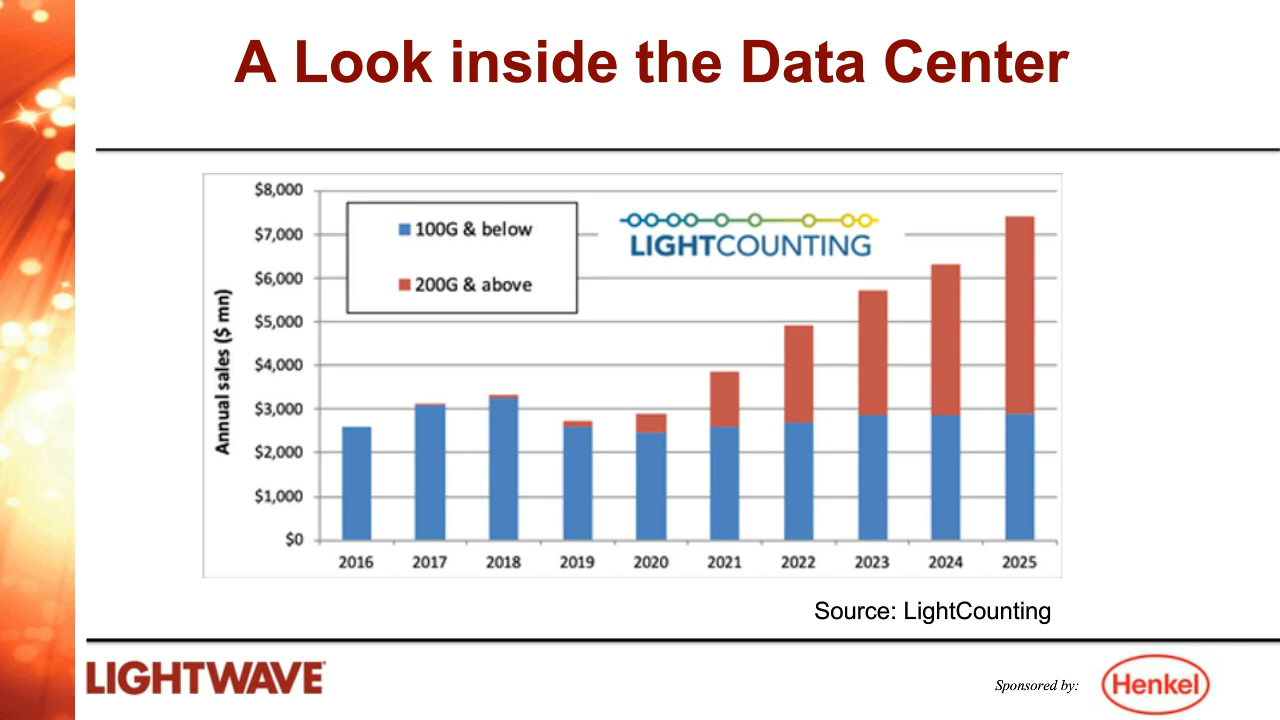 A Look inside the Data Center
$8,000
$7,000
$6,000
$5,000
$4,000
$3,000
$2,000
$1,000
$0
Annual sales ($ mn)
100G & below
200G & above
LIGHTCOUNTING
2016 2017 2018 2019 2020 2021 2022 2023 2024 2025
Source: LightCounting
LIGHTWAVE
Sponsored by:
Henkel